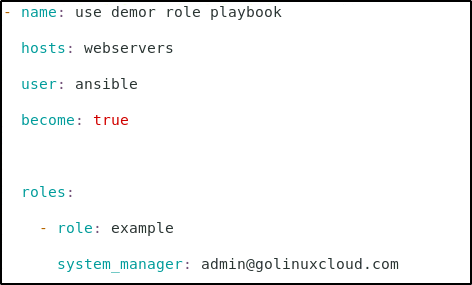 - name: use demor role playbook
  hosts: webservers
  user: ansible
  become: true
  roles:
    - role: example
      system_manager: admin@golinuxcloud.com